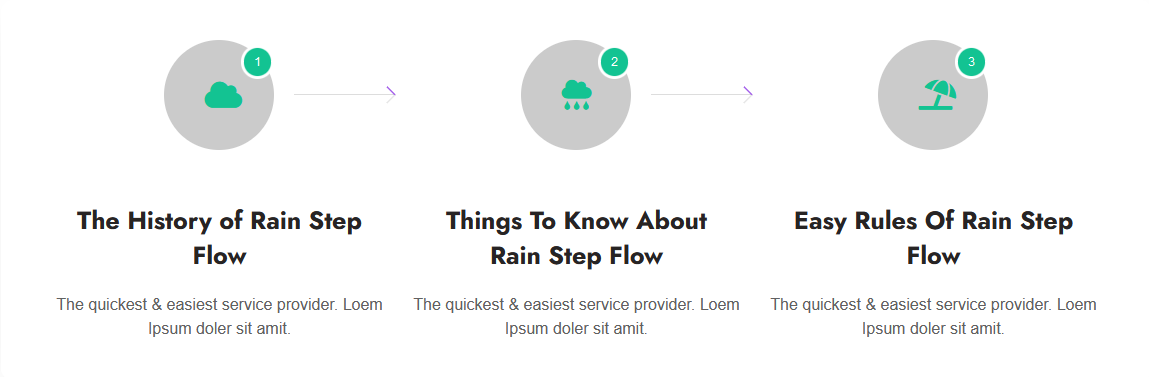 1
2
3
The History of Rain Step
Flow
The quickest & easiest service provider. Loem
Ipsum doler sit amit.
Things To Know About
Rain Step Flow
The quickest & easiest service provider. Loem
Ipsum doler sit amit.
Easy Rules Of Rain Step
Flow
The quickest & easiest service provider. Loem
Ipsum doler sit amit.